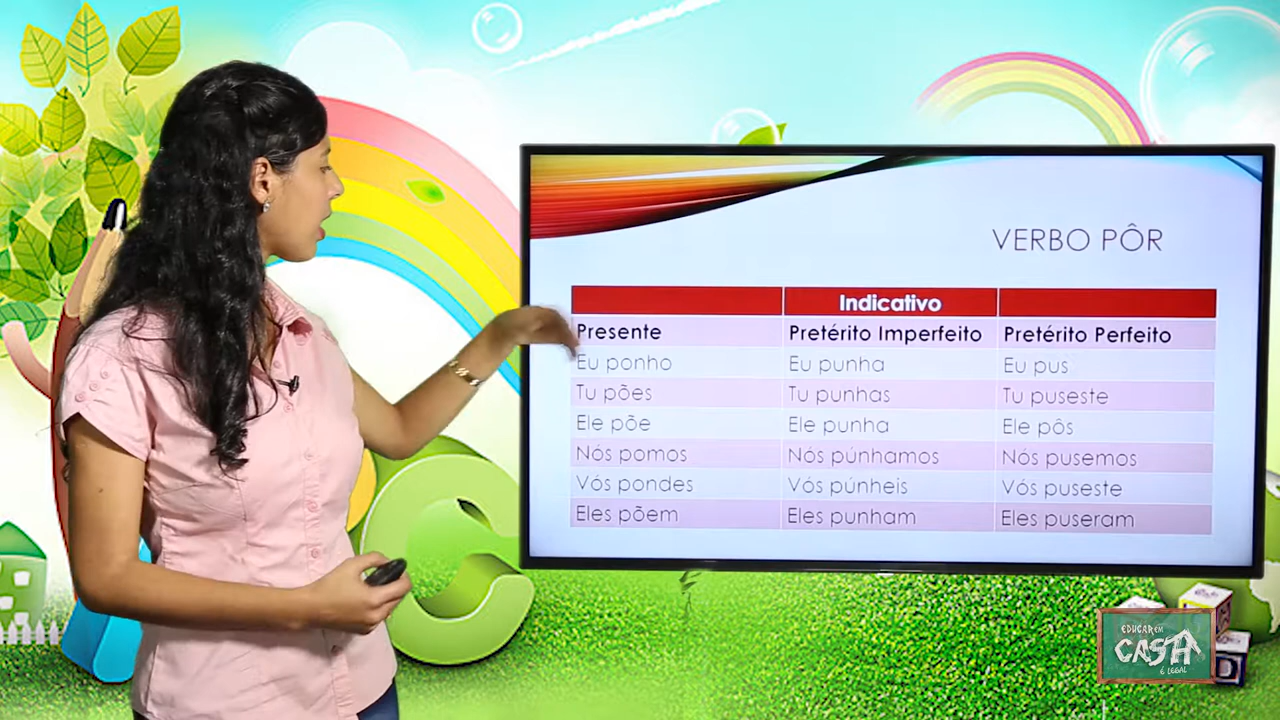 VERBO PÔR
Indicativo
Presente Pretérito Imperfeito Pretérito Perfeito
Eu ponho Eu punha Eu pus
Tu pões Tu punhas Tu puseste
Ele põe Ele punha Ele pôs
Nós pomos Nós púnhamos Nós pusemos
Vós pondes Vós púnheis Vós puseste
Eles põem Eles punham Eles puseram
EDUCAR EM
CASA
É LEGAL